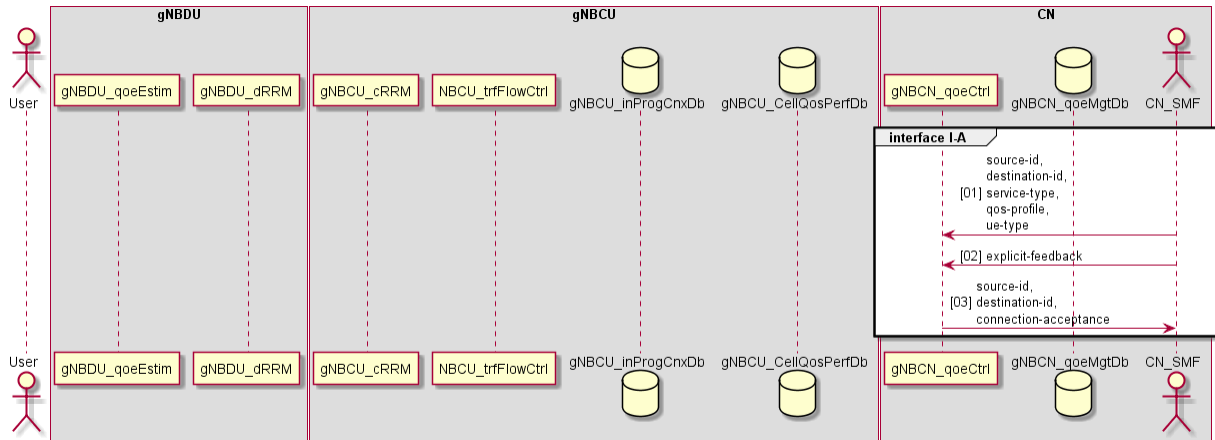 gNBDU
gNBCU
CN
User
gNBDU_qoeEstim
gNBDU_dRRM
gNBCU_cRRM
NBCU_trfFlowCtrl
gNBCU_inProgCnxDb
gNBCU_CellQosPerfDb
gNBCN_qoeCtrl
gNBCN_qoeMgtDb
CN_SMF
interface I-A
source-id,
destination-id,
[01] service-type,
qos-profile,
ue-type
[02] explicit-feedback
source-id,
[03] destination-id,
connection-acceptance
User
gNBDU_qoeEstim
gNBDU_dRRM
gNBCU_cRRM
NBCU_trfFlowCtrl
gNBCU_inProgCnxDb
gNBCU_CellQosPerfDb
gNBCN_qoeCtrl
gNBCN_qoeMgtDb
CN_SMF